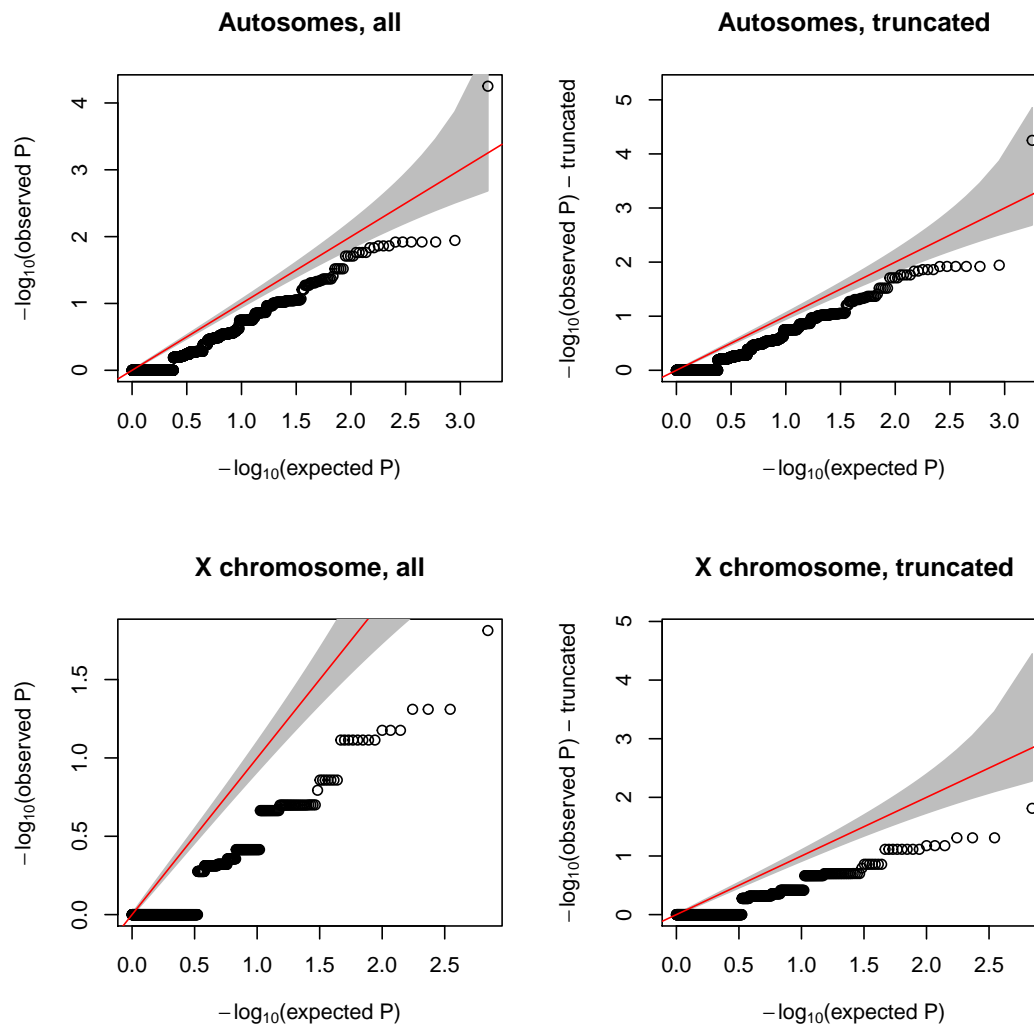 Autosomes, all
−log10(observed P)
0 1 2 3 4
0.0 0.5 1.0 1.5 2.0 2.5 3.0
−log10(expected P)
Autosomes, truncated
−log10(observed P) − truncated
0 1 2 3 4 5
0.0 0.5 1.0 1.5 2.0 2.5 3.0
−log10(expected P)
X chromosome, all
−log10(observed P)
0.0 0.5 1.0 1.5
0.0 0.5 1.0 1.5 2.0 2.5
−log10(expected P)
X chromosome, truncated
−log10(observed P) − truncated
0 1 2 3 4 5
0.0 0.5 1.0 1.5 2.0 2.5
−log10(expected P)